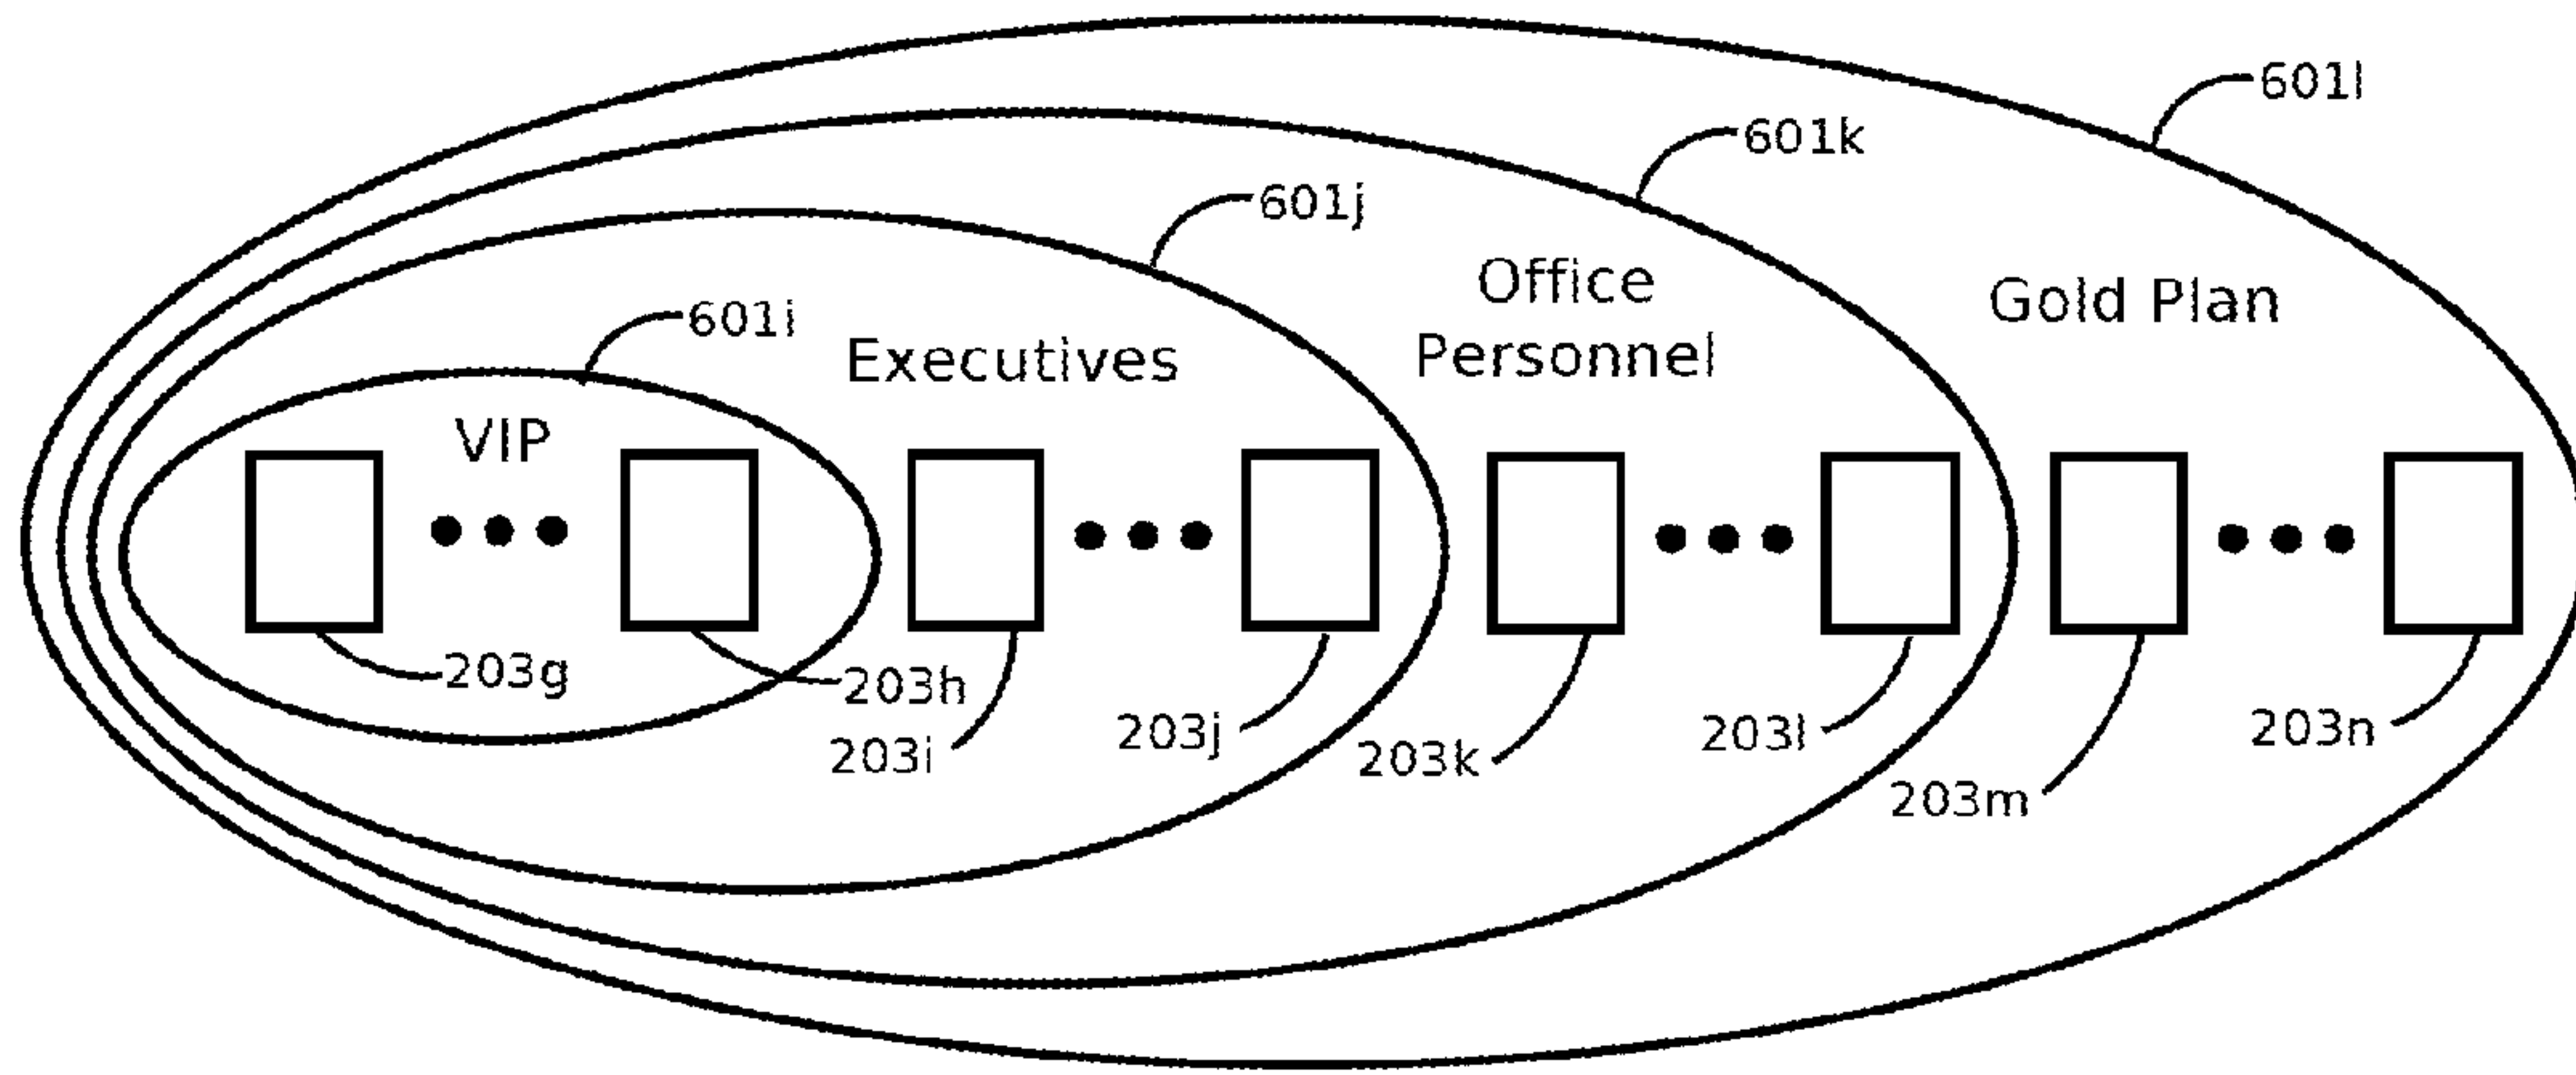 601l
601k
601j
Office
Personnel
Gold Plan
601i
Executives
VIP
203g
203h
203i
203j
203k
203l
203m
203n